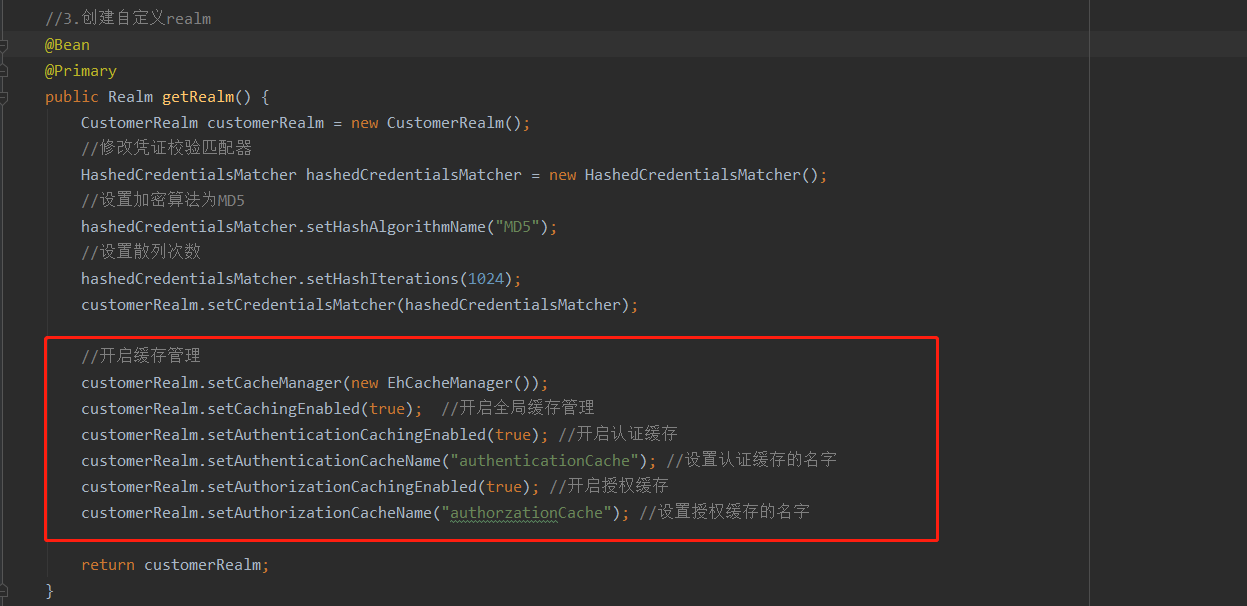 //3.创建自定义realm
@Bean
@Primary
public Realm getRealm() {
CustomerRealm customerRealm = new CustomerRealm();
//修改凭证校验匹配器
HashedCredentialsMatcher hashedCredentialsMatcher = new HashedCredentialsMatcher();
//设置加密算法为MD5
hashedCredentialsMatcher.setHashAlgorithmName("MD5");
//设置散列次数
hashedCredentialsMatcher.setHashIterations(1024);
customerRealm.setCredentialsMatcher(hashedCredentialsMatcher);
//开启缓存管理
customerRealm.setCacheManager(new EhCacheManager());
customerRealm.setCachingEnabled(true);  //开启全局缓存管理
customerRealm.setAuthenticationCachingEnabled(true); //开启认证缓存
customerRealm.setAuthenticationCacheName("authenticationCache"); //设置认证缓存的名字
customerRealm.setAuthorizationCachingEnabled(true); //开启授权缓存
customerRealm.setAuthorizationCacheName("authorzationCache"); //设置授权缓存的名字
return customerRealm;
}